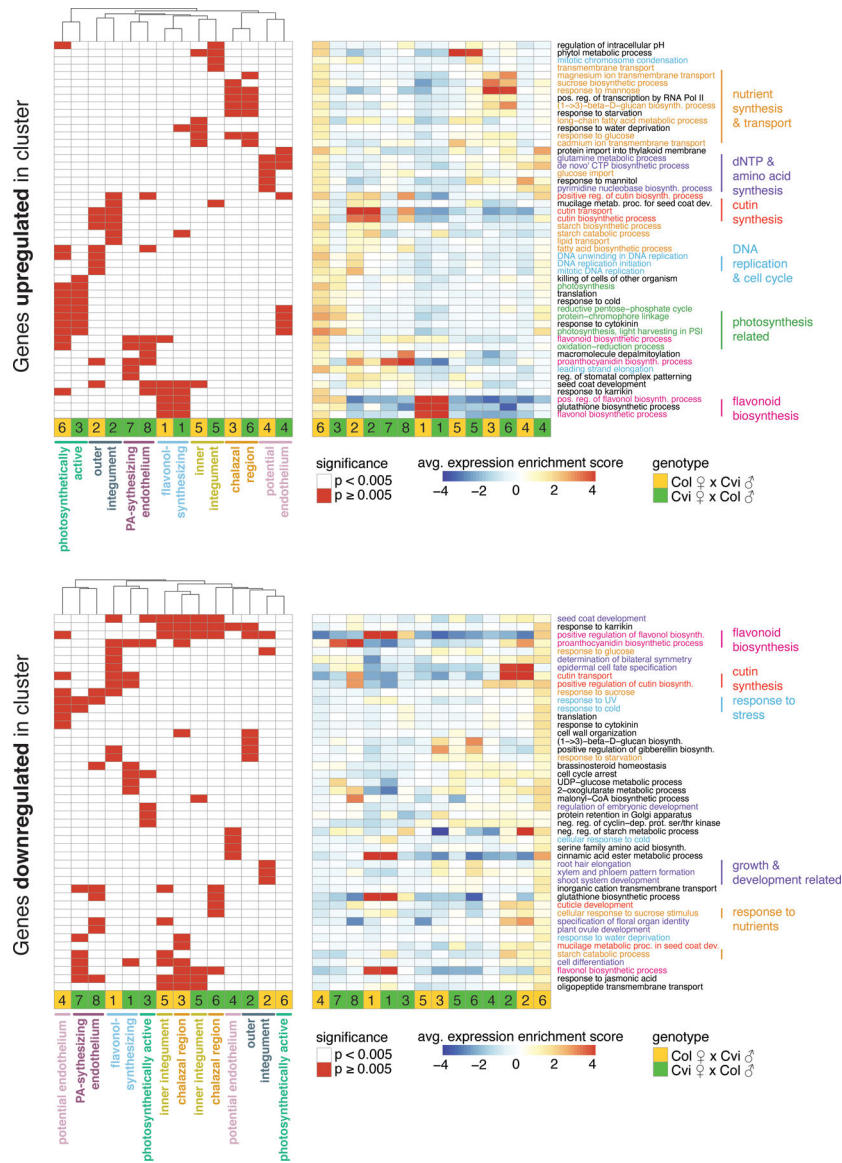 Genes upregulated in cluster
regulation of intracellular pH
phytol metabolic process
mitotic chromosome condensation
transmembrane transport
magnesium ion transmembrane transport
sucrose biosynthetic process
response to mannose
pos. reg. of transcription by RNA Pol II
(1->3)-beta-D-glucan biosynth. process
response to starvation
long-chain fatty acid metabolic process
response to water deprivation
response to glucose
cadmium ion transmembrane transport
protein import into thylakoid membrane
glutamine metabolic process
de novo' CTP biosynthetic process
glucose import
response to mannitol
pyrimidine nucleobase biosynth. process
positive reg. of cutin biosynth. process
mucilage metab. proc. for seed coat dev.
cutin transport
cutin biosynthetic process
starch biosynthetic process
starch catabolic process
lipid transport
fatty acid biosynthetic process
DNA unwinding in DNA replication
DNA replication initiation
mitotic DNA replication
killing of cells of other organism
photosynthesis
translation
response to cold
reductive pentose-phosphate cycle
protein-chromophore linkage
response to cytokinin
photosynthesis, light harvesting in PSI
flavonoid biosynthetic process
oxidation-reduction process
macromolecule depalmitoylation
proanthocyanidin biosynth. process
leading strand elongation
reg. of stomatal complex patterning
seed coat development
response to karrikin
pos. reg. of flavonol biosynth. process
glutathione biosynthetic process
flavonol biosynthetic process
nutrient
synthesis
& transport
dNTP &
amino acid
synthesis
cutin
synthesis
DNA
replication
& cell cycle
photosynthesis
related
flavonoid
biosynthesis
6 3 2 2 7 8 1 1 5 5 3 6 4 4
6 3 2 2 7 8 1 1 5 5 3 6 4 4
photosynthetically
active
outer
integument
PA-sythesizing
endothelium
flavonol-
synthesizing
inner
integument
chalazal
region
potential
endothelium
significance
p < 0.005
p ≥ 0.005
avg. expression enrichment score
−4 −2 0 2 4
genotype
Col ♀ x Cvi ♂
Cvi ♀ x Col ♂
Genes downregulated in cluster
seed coat development
response to karrikin
positive regulation of flavonol biosynth.
proanthocyanidin biosynthetic process
response to glucose
determination of bilateral symmetry
epidermal cell fate specification
cutin transport
positive regulation of cutin biosynth.
response to sucrose
response to UV
response to cold
translation
response to cytokinin
cell wall organization
(1->3)-beta-D-glucan biosynth.
positive regulation of gibberellin biosynth.
response to starvation
brassinosteroid homeostasis
cell cycle arrest
UDP-glucose metabolic process
2-oxoglutarate metabolic process
malonyl-CoA biosynthetic process
regulation of embryonic development
protein retention in Golgi apparatus
neg. reg. of cyclin-dep. prot. ser/thr kinase
neg. reg. of starch metabolic process
cellular response to cold
serine family amino biosynth.
cinnamic acid ester metabolic process
root hair elongation
xylem and phloem pattern formation
shoot system development
inorganic cation transmembrane transport
glutathione biosynthetic process
cuticle development
cellular response to sucrose stimulus
specification of floral organ identity
plant ovule development
response to water deprivation
mucilage metabolic proc. in seed coat dev.
starch catabolic process
cell differentiation
flavonol biosynthetic process
response to jasmonic acid
oligopeptide transmembrane transport
flavonoid
biosynthesis
cutin
synthesis
response to
stress
growth &
development related
response to
nutrients
4 7 8 1 1 3 5 3 5 6 4 2 2 6
4 7 8 1 1 3 5 3 5 6 4 2 2 6
potential endothelium
PA-sythesizing
endothelium
flavonol-
synthesizing
photosynthetically active
inner integument
chalazal region
inner integument
chalazal region
potential endothelium
outer
integument
photosynthetically active
significance
p < 0.005
p ≥ 0.005
avg. expression enrichment score
−4 −2 0 2 4
genotype
Col ♀ x Cvi ♂
Cvi ♀ x Col ♂